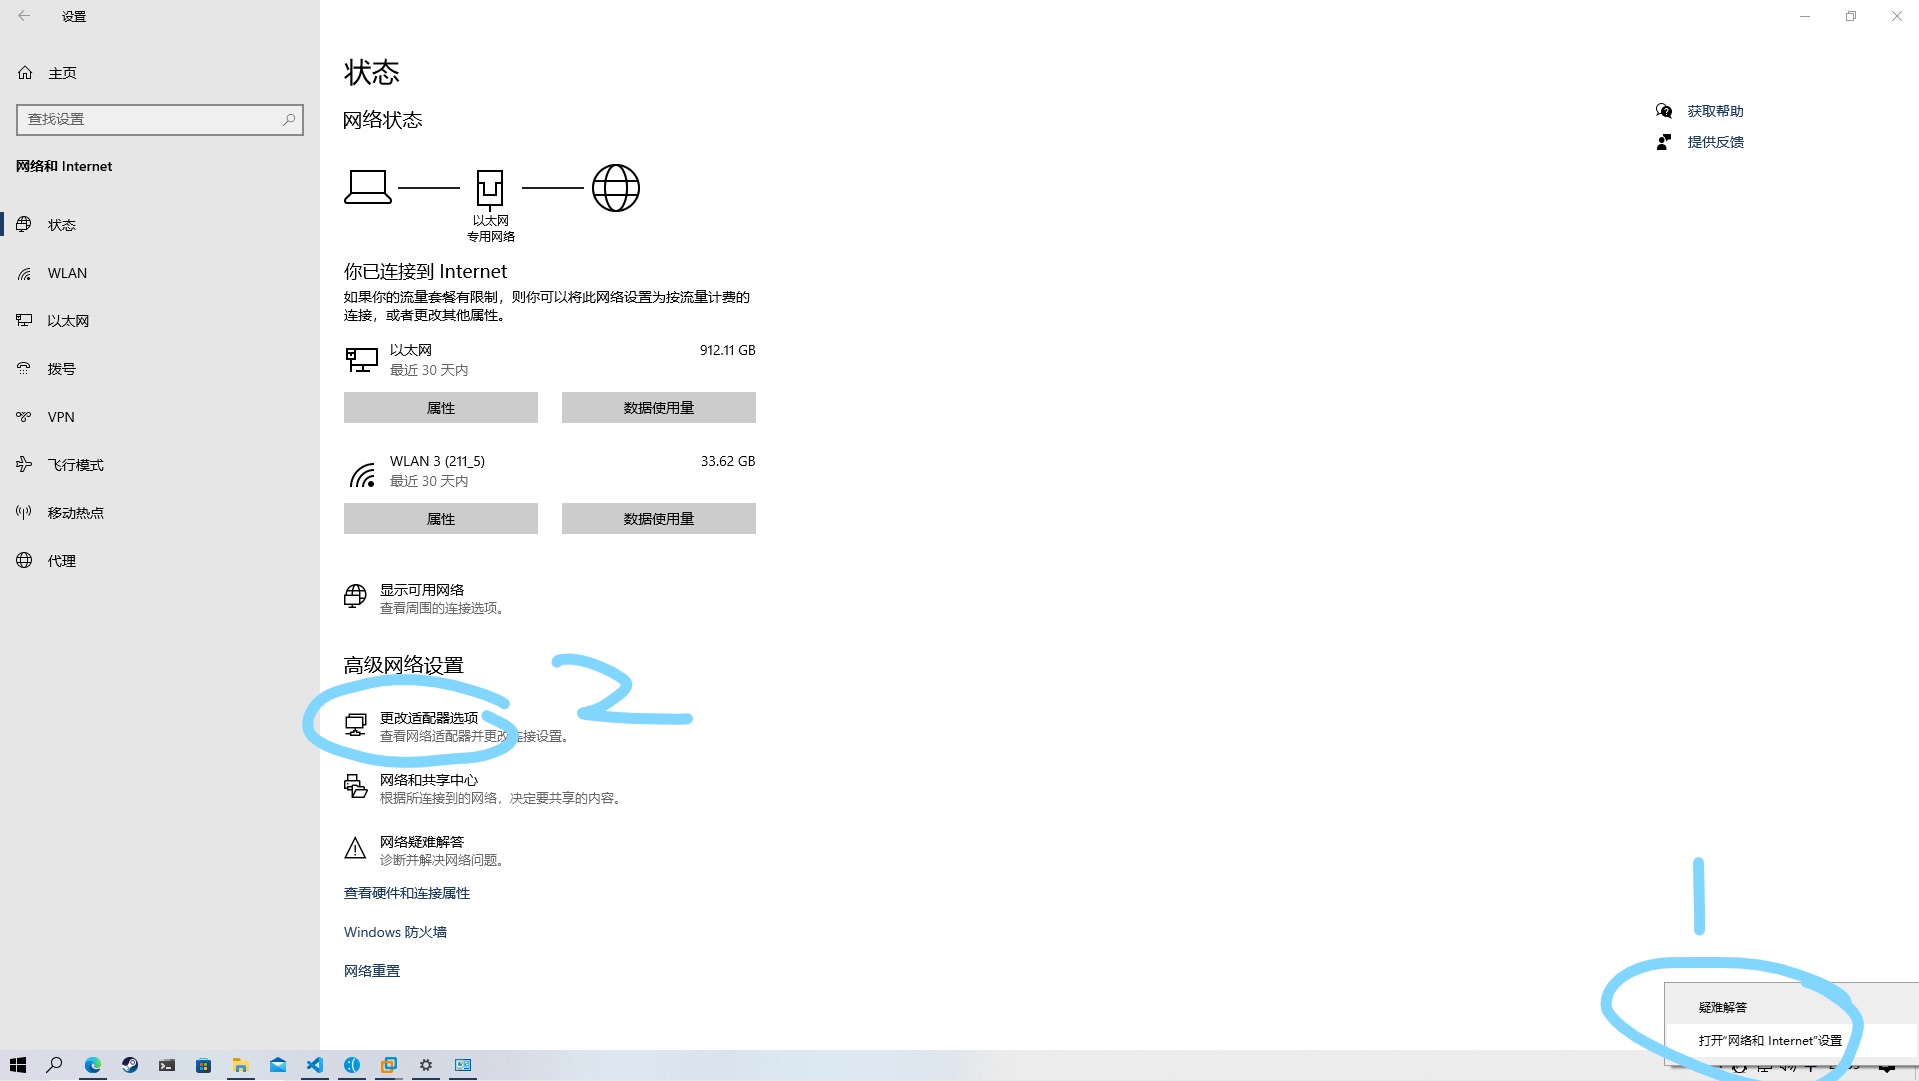 设置
主页
查找设置
网络和 Internet
状态
WLAN
以太网
拨号
VPN
飞行模式
移动热点
代理
状态
网络状态
以太网
专用网络
你已连接到 Internet
如果你的流量套餐有限制，则你可以将此网络设置为按流量计费的
连接，或者更改其他属性。
以太网 912.11 GB
最近 30 天内
属性 数据使用量
WLAN 3 (211_5) 33.62 GB
最近 30 天内
属性 数据使用量
显示可用网络
查看周围的连接选项。
高级网络设置
2
更改适配器选项
查看网络适配器并更改连接设置。
网络和共享中心
根据所连接到的网络，决定要共享的内容。
网络疑难解答
诊断并解决网络问题。
查看硬件和连接属性
Windows 防火墙
网络重置
获取帮助
提供反馈
1
疑难解答
打开“网络和 Internet”设置